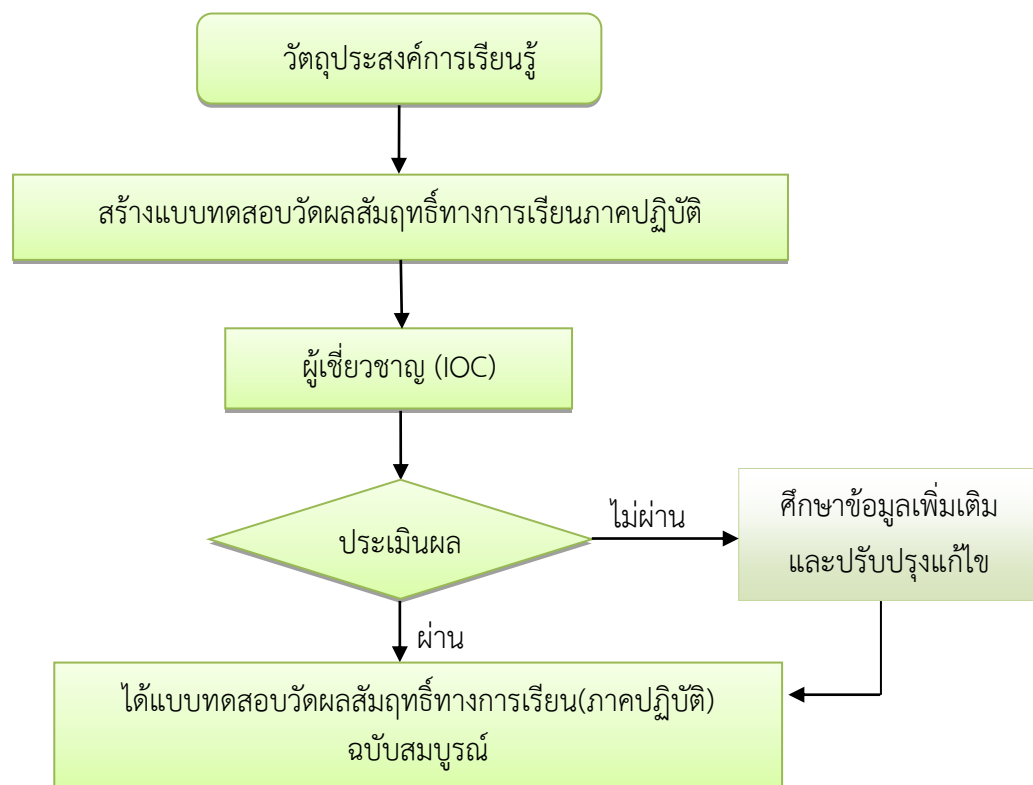 วัตถุประสงค์การเรียนรู้
สร้างแบบทดสอบวัดผลสัมฤทธิ์ทางการเรียนภาคปฏิบัติ
ผู้เชี่ยวชาญ (IOC)
ประเมินผล
ไม่ผ่าน
ศึกษาข้อมูลเพิ่มเติม
และปรับปรุงแก้ไข
ผ่าน
ได้แบบทดสอบวัดผลสัมฤทธิ์ทางการเรียน(ภาคปฏิบัติ)
ฉบับสมบูรณ์